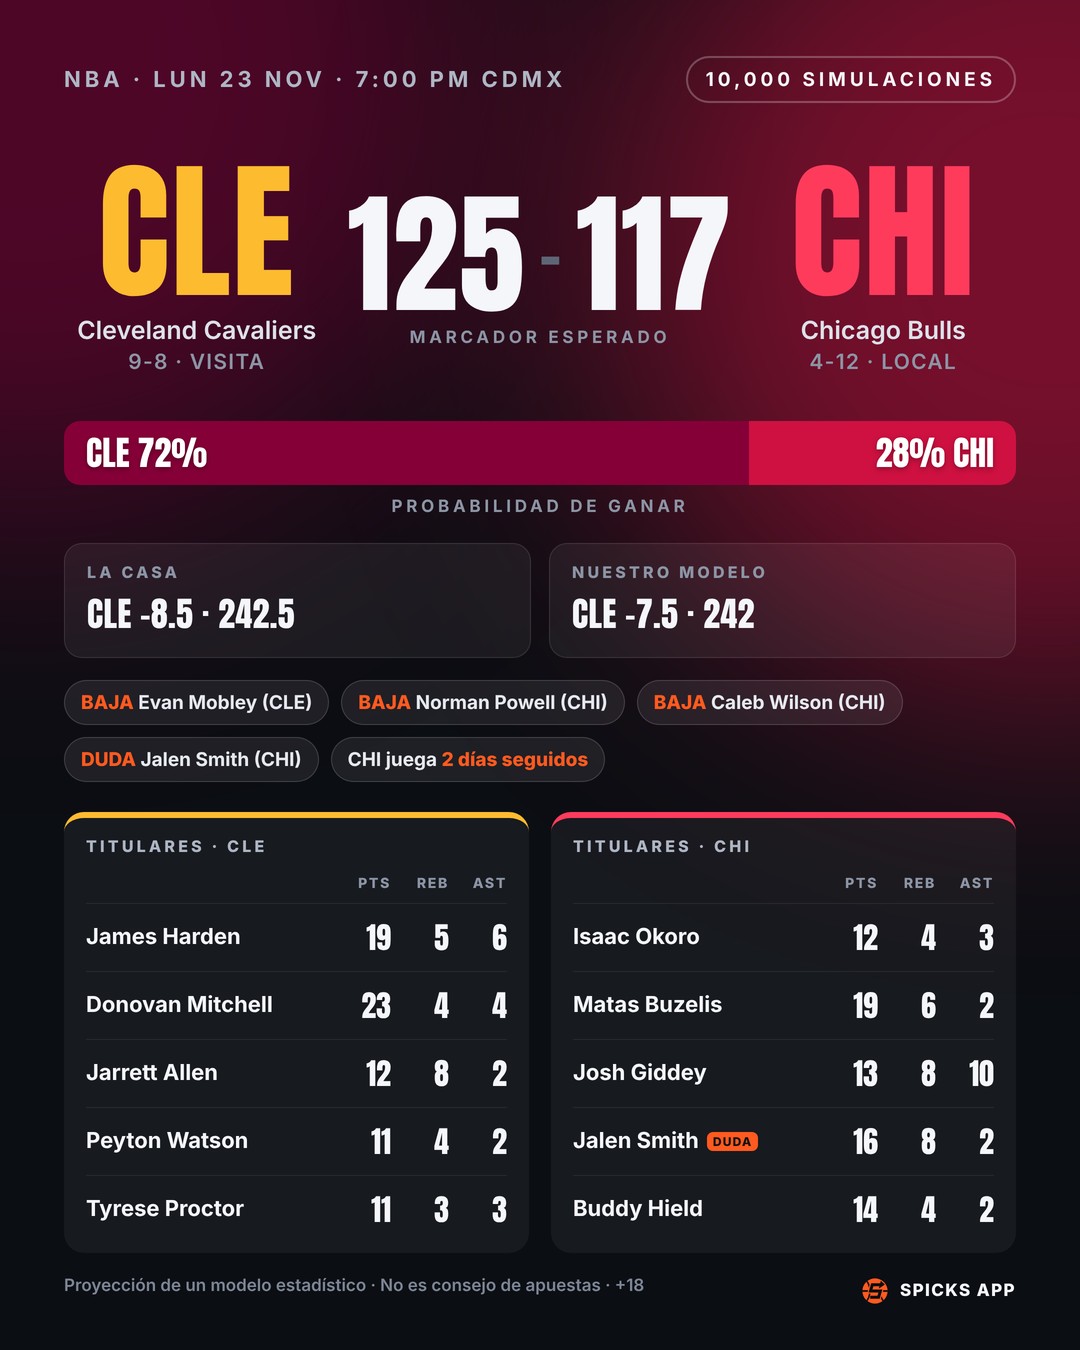 NBA · LUN 23 NOV · 7:00 PM CDMX
10,000 SIMULACIONES
CLE
125 - 117
CHI
Cleveland Cavaliers
9-8 · VISITA
MARCADOR ESPERADO
Chicago Bulls
4-12 · LOCAL
CLE 72%
28% CHI
PROBABILIDAD DE GANAR
LA CASA
CLE -8.5 · 242.5
NUESTRO MODELO
CLE -7.5 · 242
BAJA Evan Mobley (CLE)
BAJA Norman Powell (CHI)
BAJA Caleb Wilson (CHI)
DUDA Jalen Smith (CHI)
CHI juega 2 días seguidos
TITULARES · CLE
PTS REB AST
James Harden 19 5 6
Donovan Mitchell 23 4 4
Jarrett Allen 12 8 2
Peyton Watson 11 4 2
Tyrese Proctor 11 3 3
TITULARES · CHI
PTS REB AST
Isaac Okoro 12 4 3
Matas Buzelis 19 6 2
Josh Giddey 13 8 10
Jalen Smith DUDA 16 8 2
Buddy Hield 14 4 2
Proyección de un modelo estadístico · No es consejo de apuestas · +18
SPICKS APP